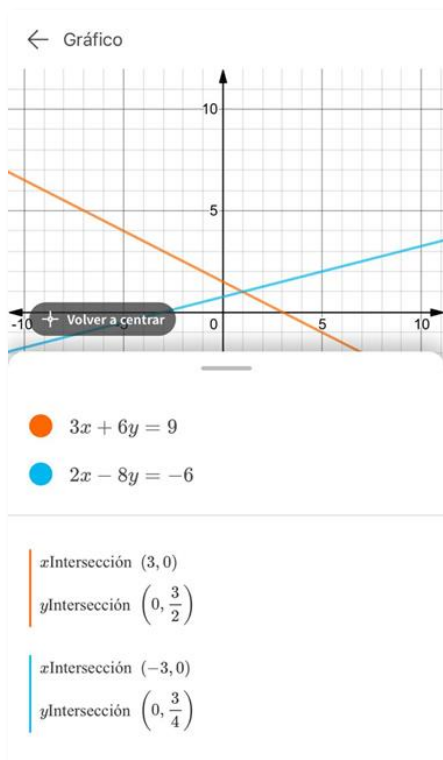 ← Gráfico
10
5
-10 0 5 10
Volver a centrar
3x + 6y = 9
2x − 8y = −6
xIntersección (3, 0)
yIntersección (0, 3/2)
xIntersección (−3, 0)
yIntersección (0, 3/4)